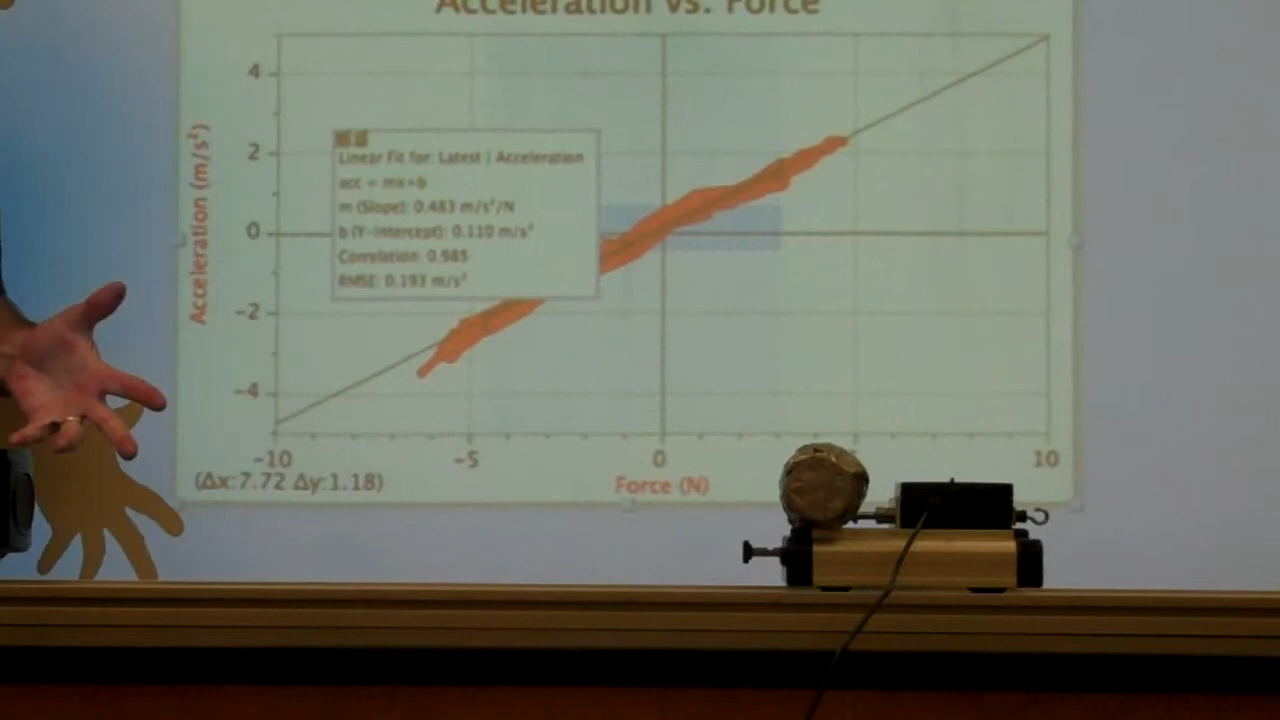 Acceleration vs. Force
4
2
0
-2
-4
Acceleration (m/s²)
Linear Fit for: Latest | Acceleration
acc = mx+b
m (Slope): 0.483 m/s²/N
b (Y-Intercept): 0.110 m/s²
Correlation: 0.985
RMSE: 0.193 m/s²
-10
-5
0
10
(Δx:7.72 Δy:1.18)
Force (N)